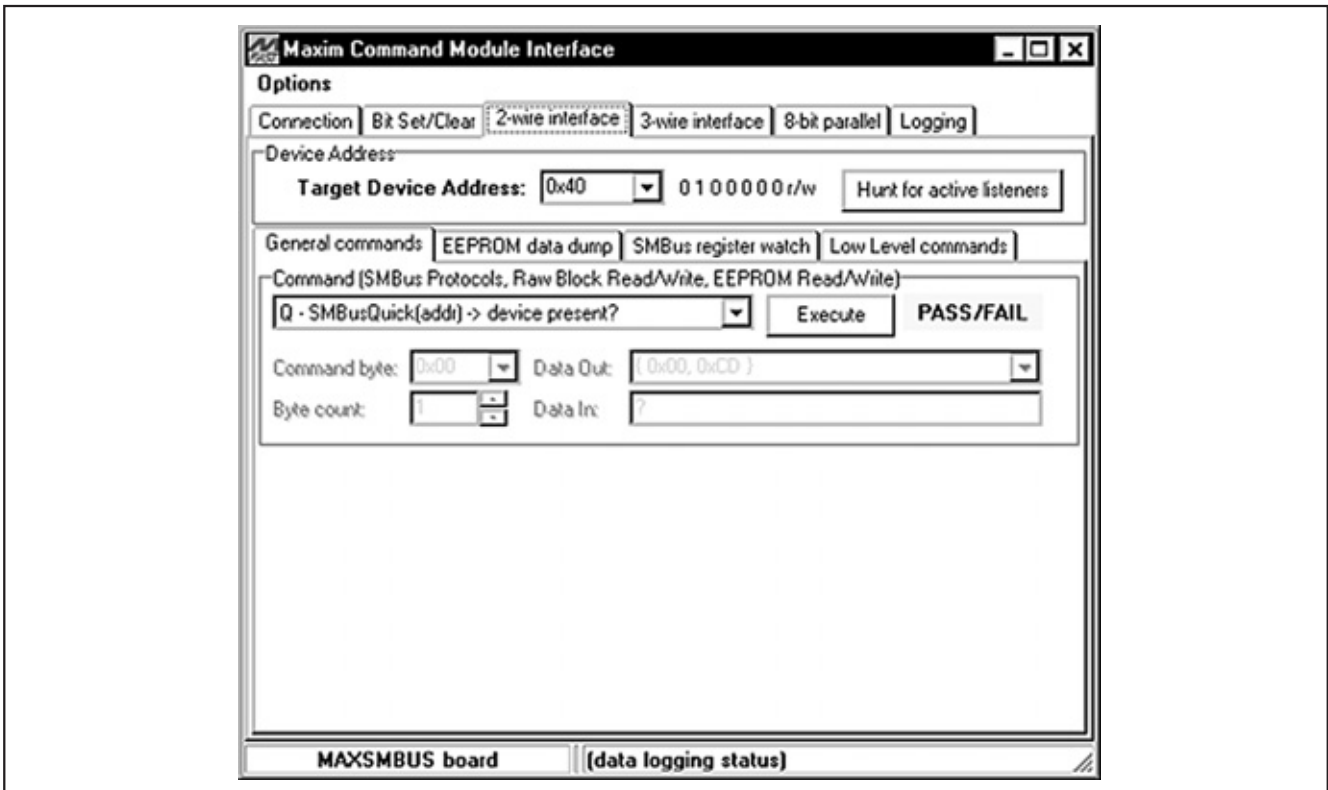 Maxim Command Module Interface
Options
Connection Bit Set/Clear 2-wire interface 3-wire interface 8-bit parallel Logging
Device Address
Target Device Address: 0x40 0100000r/w Hunt for active listeners
General commands EEPROM data dump SMBus register watch Low Level commands
Command (SMBus Protocols, Raw Block Read/Write, EEPROM Read/Write)
Q - SMBusQuick(addr) -> device present? Execute PASS/FAIL
Command byte: 0x00 Data Out: { 0x00, 0xCD }
Byte count: 1 Data In: ?
MAXSMBUS board (data logging status)